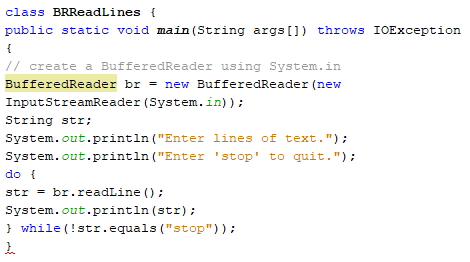 class BRReadLines {
public static void main(String args[]) throws IOException
{
// create a BufferedReader using System.in
BufferedReader br = new BufferedReader(new
InputStreamReader(System.in));
String str;
System.out.println("Enter lines of text.");
System.out.println("Enter 'stop' to quit.");
do {
str = br.readLine();
System.out.println(str);
} while(!str.equals("stop"));
}